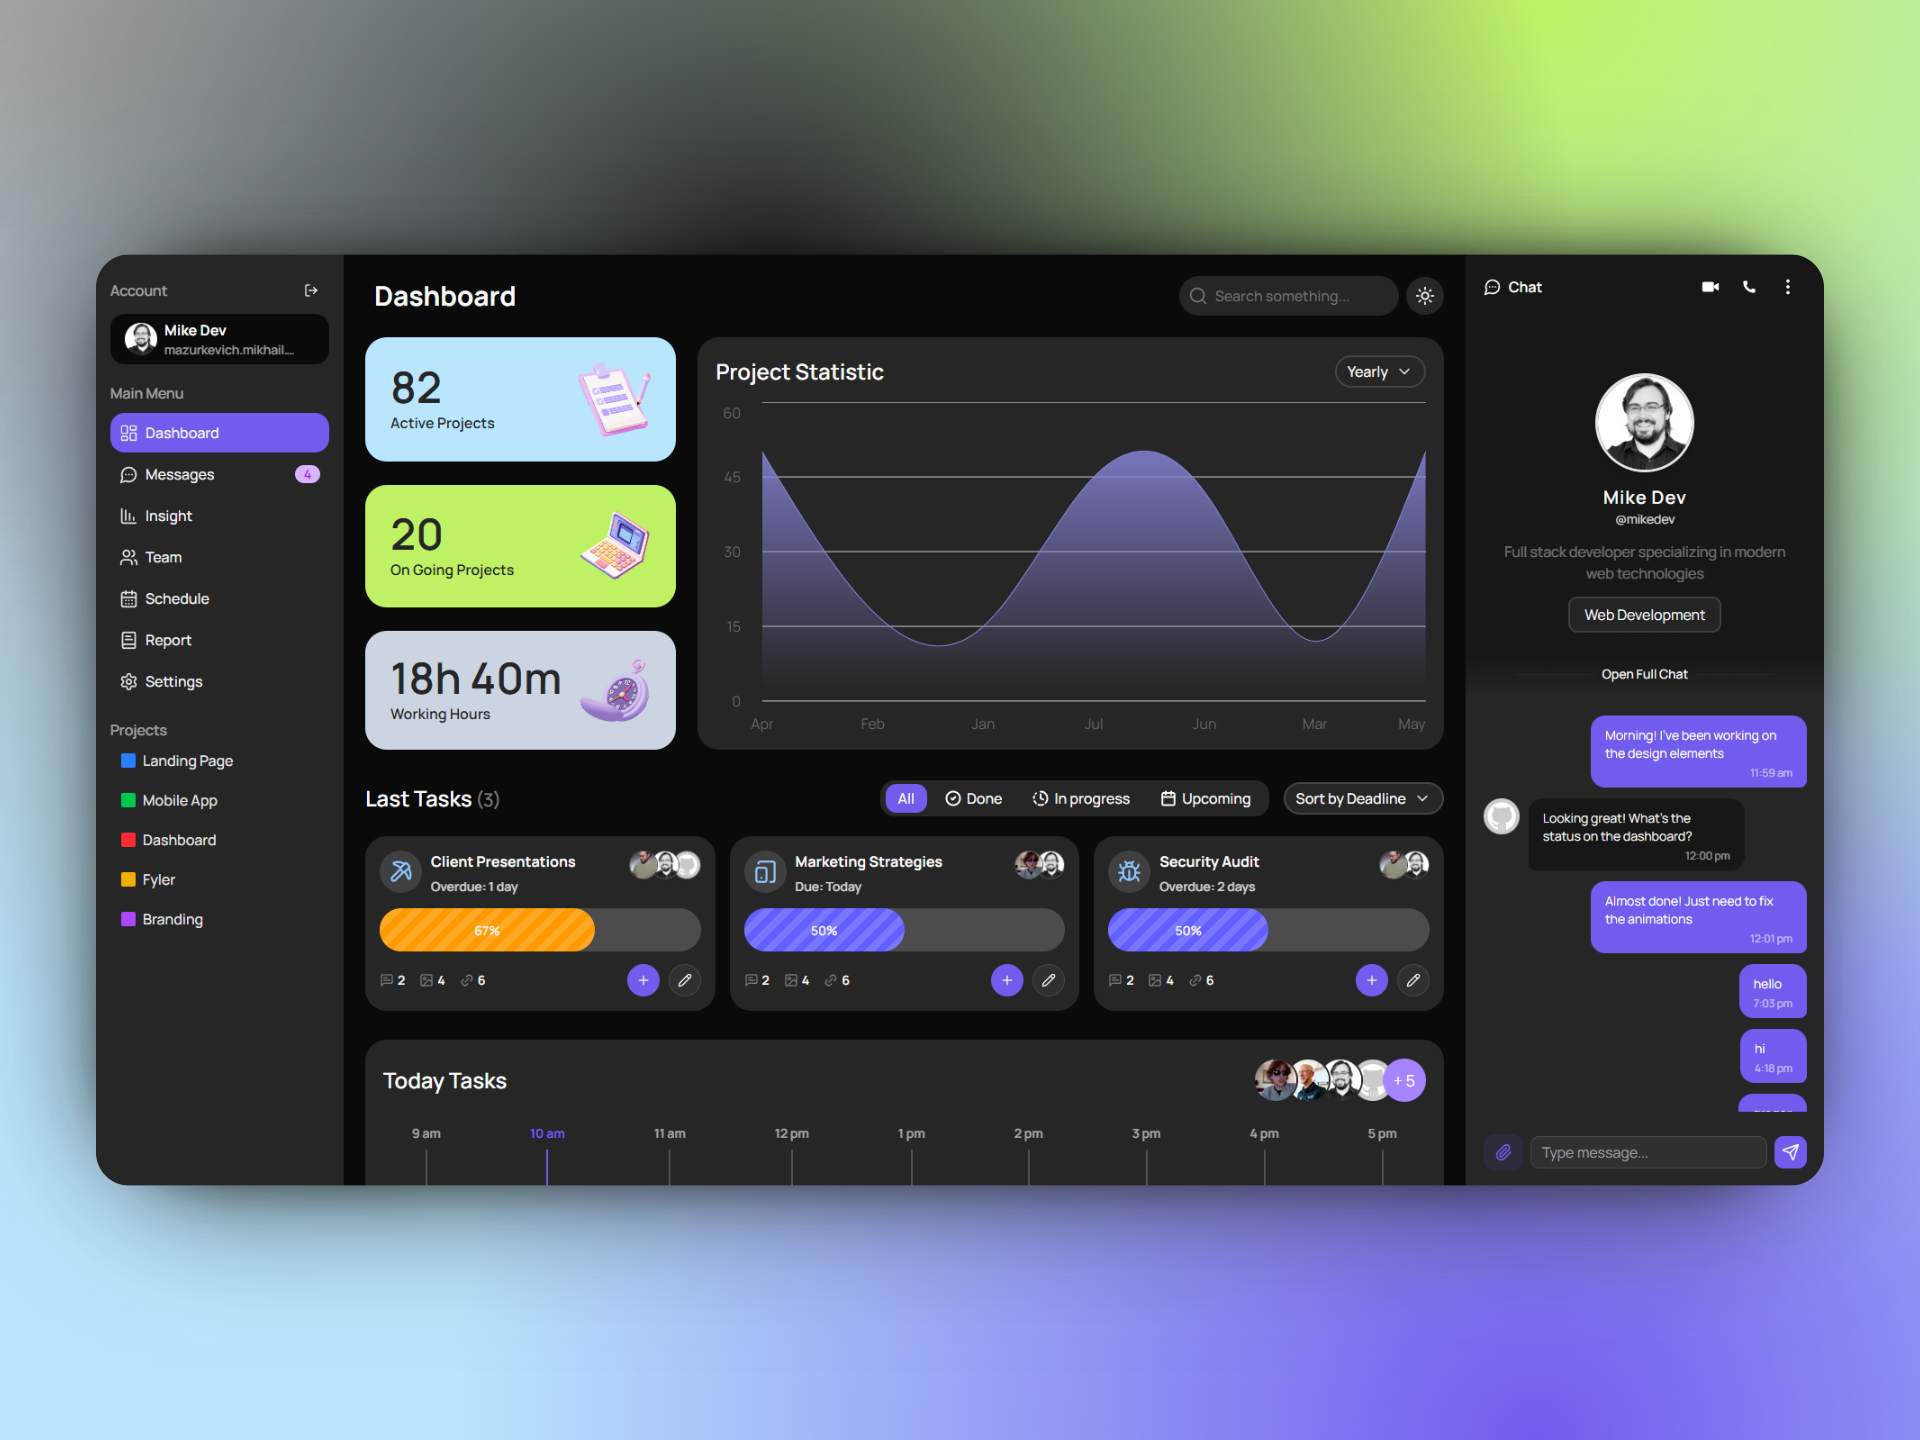 Account
Mike Dev
mazurkevich.mikhail....
Main Menu
Dashboard
Messages
4
Insight
Team
Schedule
Report
Settings
Projects
Landing Page
Mobile App
Dashboard
Fyler
Branding
Dashboard
Search something...
82
Active Projects
20
On Going Projects
18h 40m
Working Hours
Project Statistic
Yearly
60
45
30
15
0
Apr Feb Jan Jul Jun Mar May
Last Tasks (3)
All Done In progress Upcoming
Sort by Deadline
Client Presentations
Overdue: 1 day
67%
2 4 6
Marketing Strategies
Due: Today
50%
2 4 6
Security Audit
Overdue: 2 days
50%
2 4 6
Today Tasks
+5
9 am 10 am 11 am 12 pm 1 pm 2 pm 3 pm 4 pm 5 pm
Chat
Mike Dev
@mikedev
Full stack developer specializing in modern
web technologies
Web Development
Open Full Chat
Morning! I've been working on
the design elements
11:59 am
Looking great! What's the
status on the dashboard?
12:00 pm
Almost done! Just need to fix
the animations
12:01 pm
hello
7:03 pm
hi
4:18 pm
Type message...